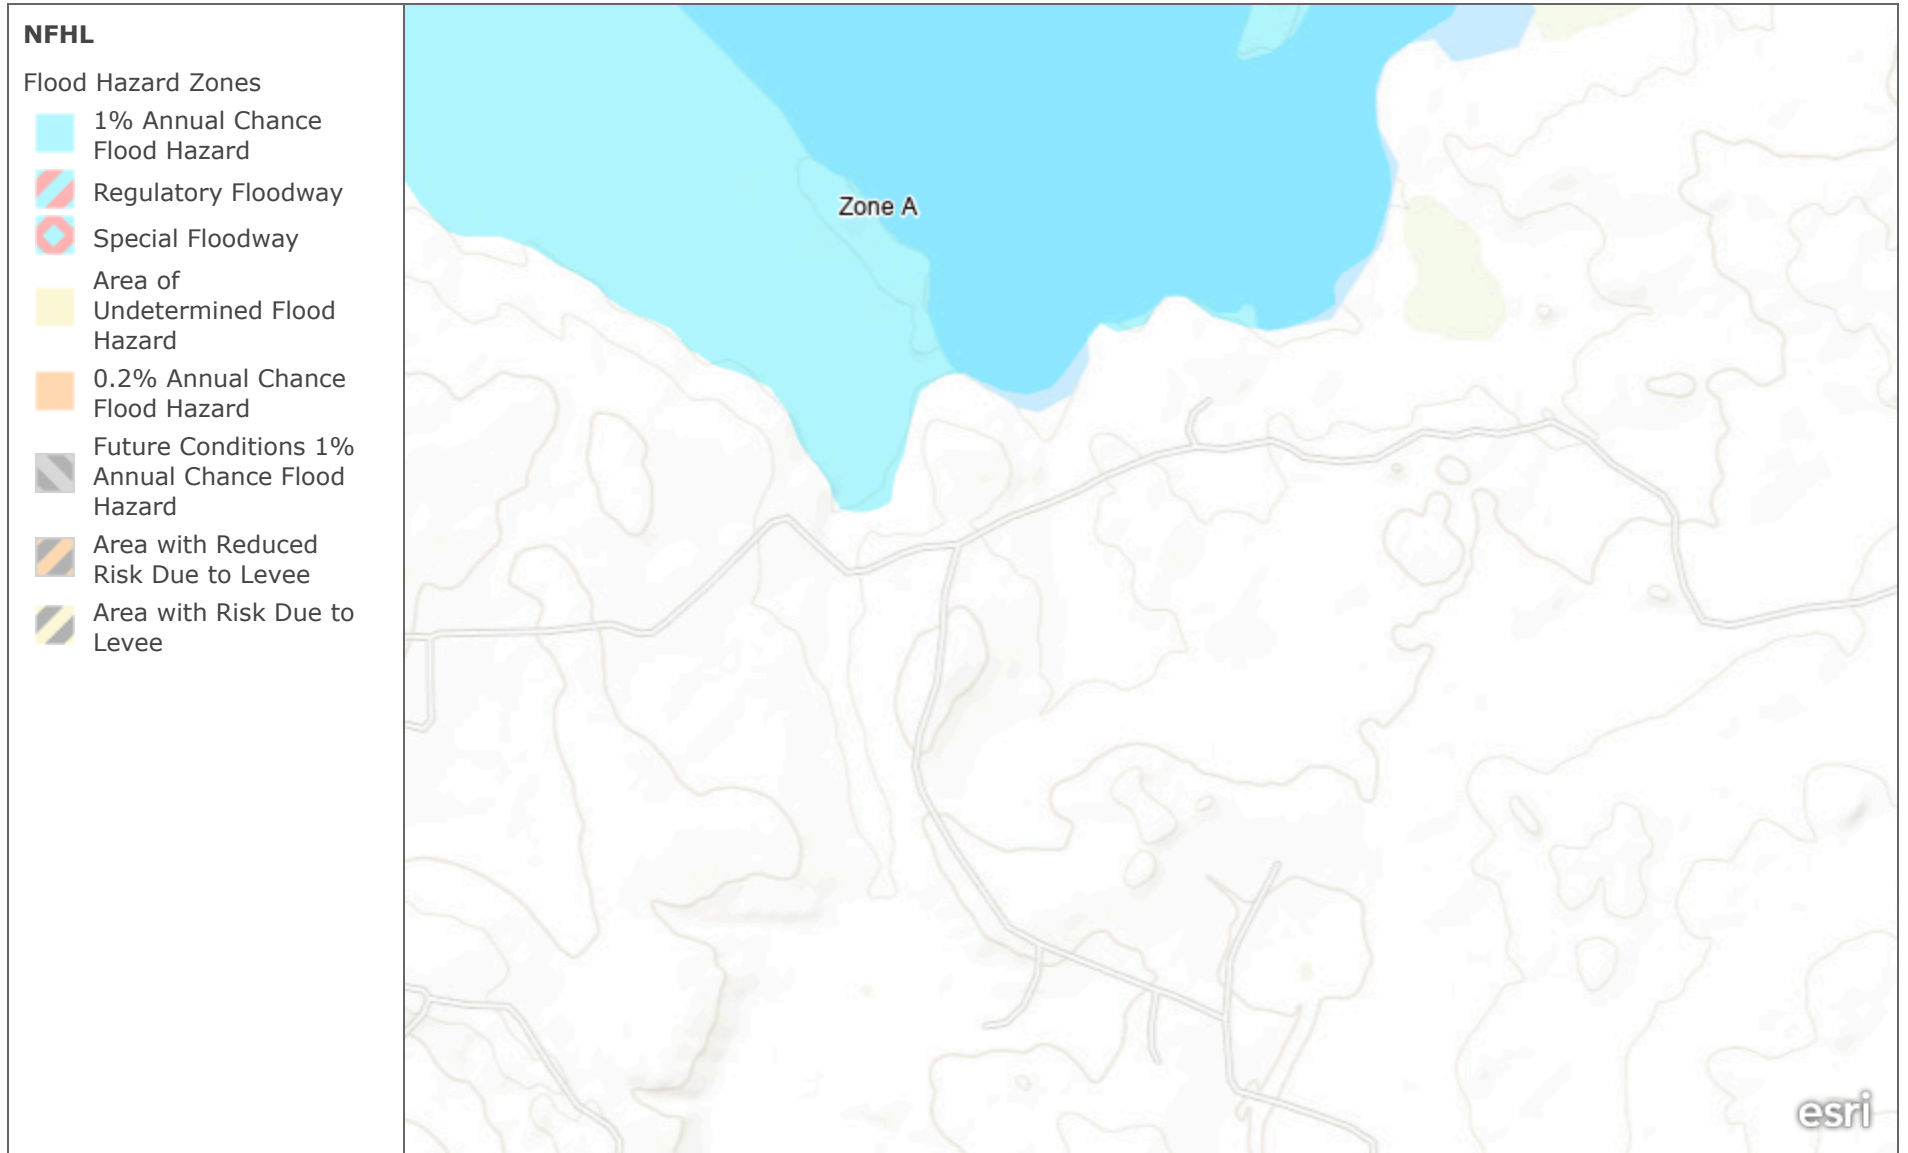 NFHL
Flood Hazard Zones
1% Annual Chance
Flood Hazard
Regulatory Floodway
Special Floodway
Area of
Undetermined Flood
Hazard
0.2% Annual Chance
Flood Hazard
Future Conditions 1%
Annual Chance Flood
Hazard
Area with Reduced
Risk Due to Levee
Area with Risk Due to
Levee
Zone A
esri